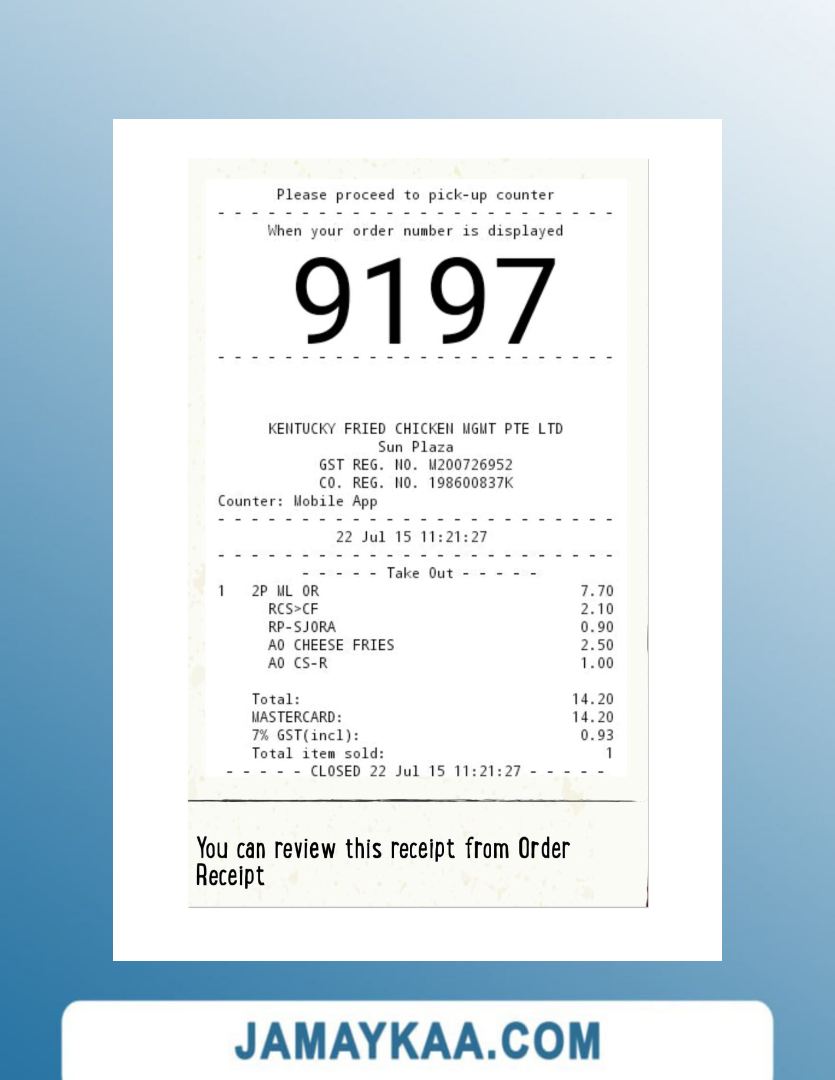 Please proceed to pick-up counter
- - - - - - - - - - - - - - - - - - - - - - - -
When your order number is displayed
9197
- - - - - - - - - - - - - - - - - - - - - - - -
KENTUCKY FRIED CHICKEN MGMT PTE LTD
Sun Plaza
GST REG. NO. M200726952
CO. REG. NO. 198600837K
Counter: Mobile App
- - - - - - - - - - - - - - - - - - - - - - - -
22 Jul 15 11:21:27
- - - - - - - - - - - - - - - - - - - - - - - -
- - - - - Take Out - - - - -
1 2P ML OR 7.70
RCS>CF 2.10
RP-SJORA 0.90
AO CHEESE FRIES 2.50
AO CS-R 1.00
Total: 14.20
MASTERCARD: 14.20
7% GST(incl): 0.93
Total item sold: 1
- - - - - CLOSED 22 Jul 15 11:21:27 - - - - -
You can review this receipt from Order
Receipt
JAMAYKAA.COM